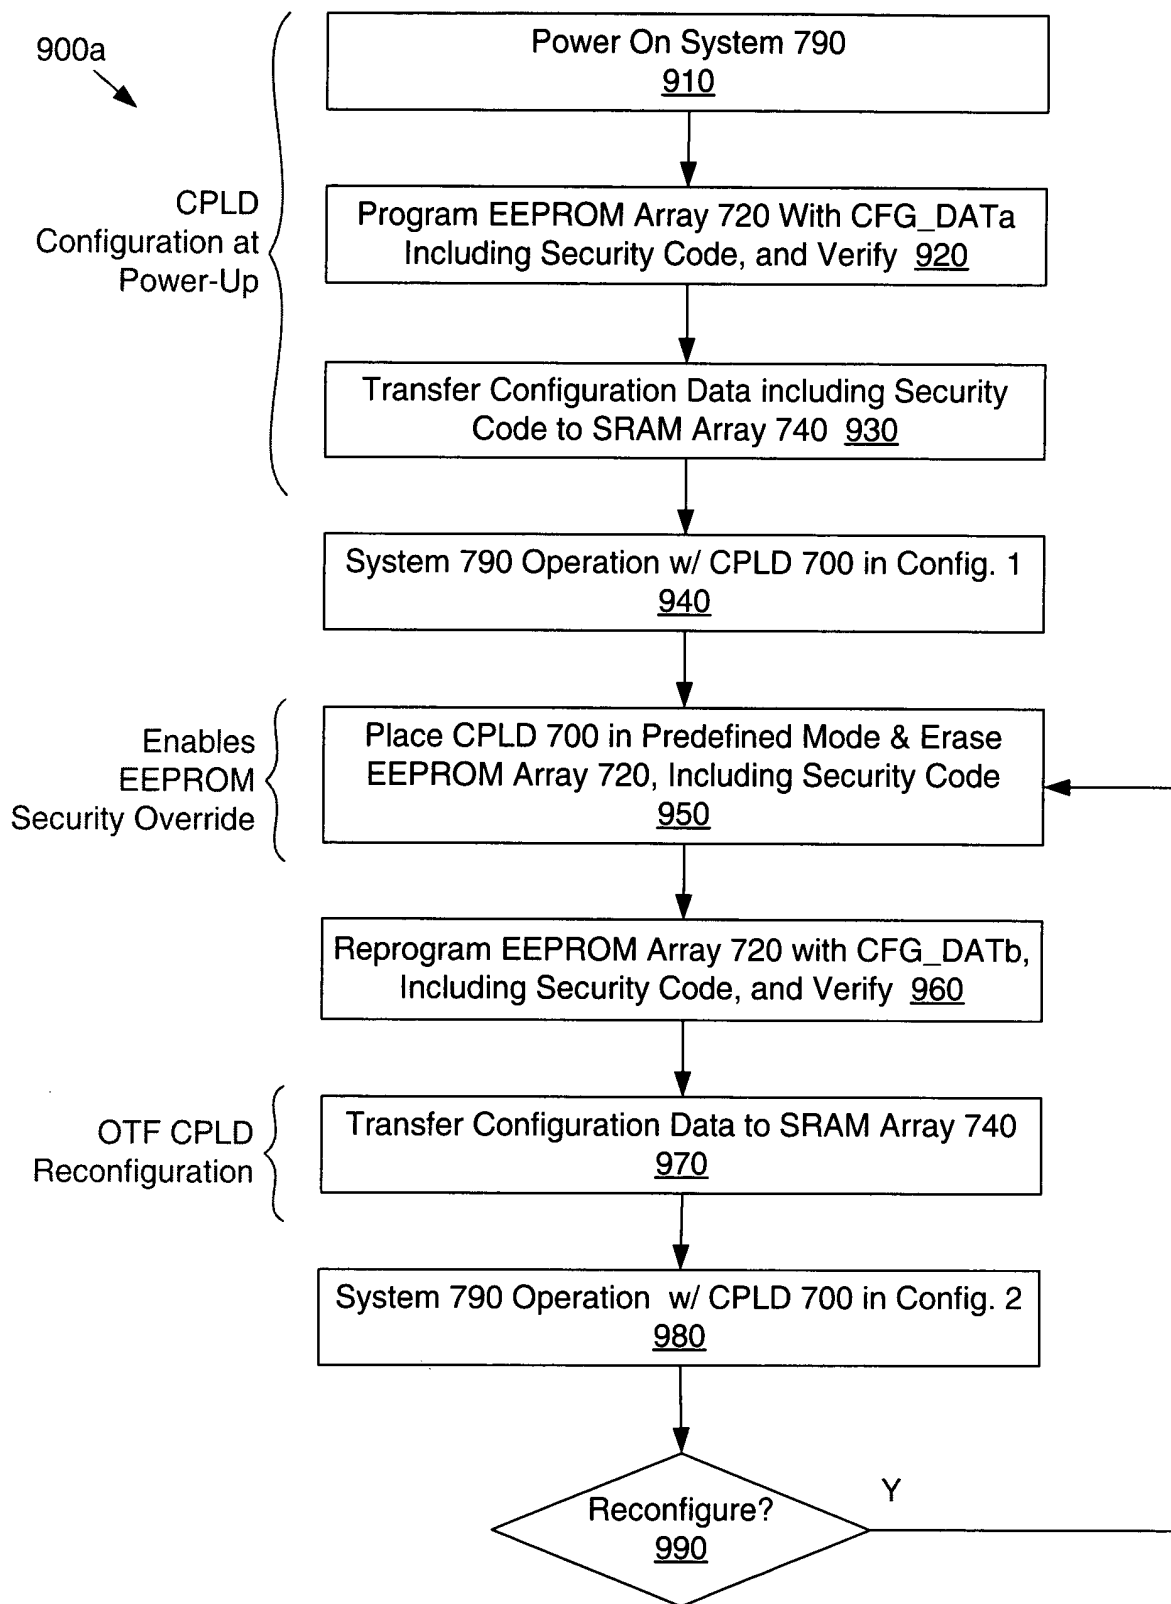 900a
Power On System 790
910
CPLD
Configuration at
Power-Up
Program EEPROM Array 720 With CFG_DATa
Including Security Code, and Verify 920
Transfer Configuration Data including Security
Code to SRAM Array 740 930
System 790 Operation w/ CPLD 700 in Config. 1
940
Enables
EEPROM
Security Override
Place CPLD 700 in Predefined Mode & Erase
EEPROM Array 720, Including Security Code
950
Reprogram EEPROM Array 720 with CFG_DATb,
Including Security Code, and Verify 960
OTF CPLD
Reconfiguration
Transfer Configuration Data to SRAM Array 740
970
System 790 Operation w/ CPLD 700 in Config. 2
980
Reconfigure?
990
Y